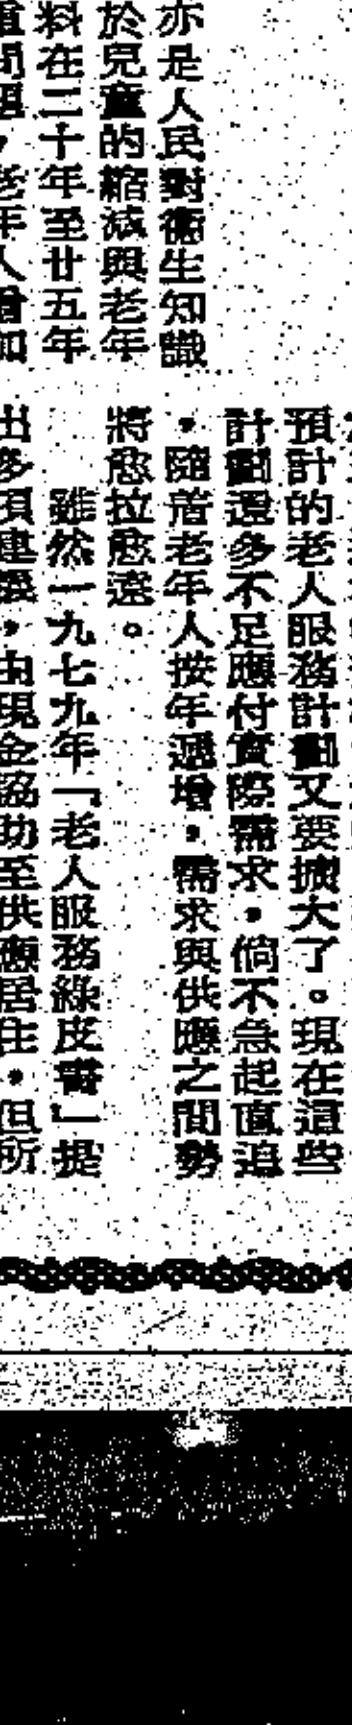 亦是人民對衞生知識
於兒童的縮減與老年
料在二十年至廿五年
老年人增加
預計的老人服務計劃又要擴大了。現在這些
計劃還多不足應付實際需求,倘不急起直追
,隨着老年人按年遞增,需求與供應之間勢
將愈拉愈遠。
雖然一九七九年「老人服務綠皮書」提
出多項建議,由現金協助至供應居住,但所